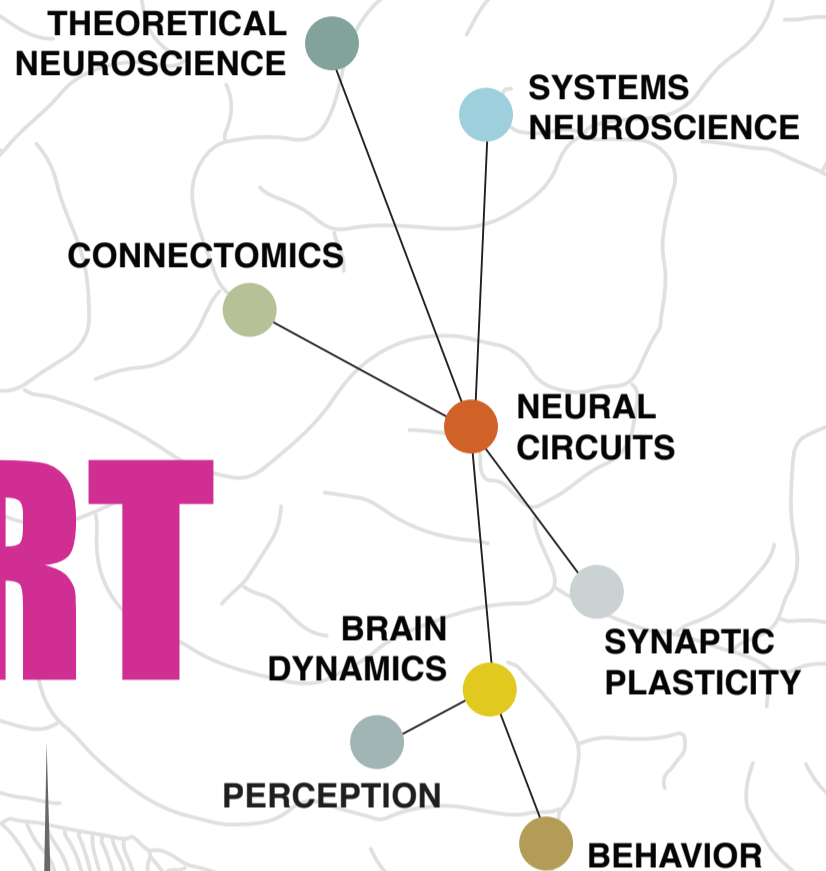 THEORETICAL
NEUROSCIENCE
SYSTEMS
NEUROSCIENCE
CONNECTOMICS
NEURAL
CIRCUITS
RT
BRAIN
DYNAMICS
SYNAPTIC
PLASTICITY
PERCEPTION
BEHAVIOR